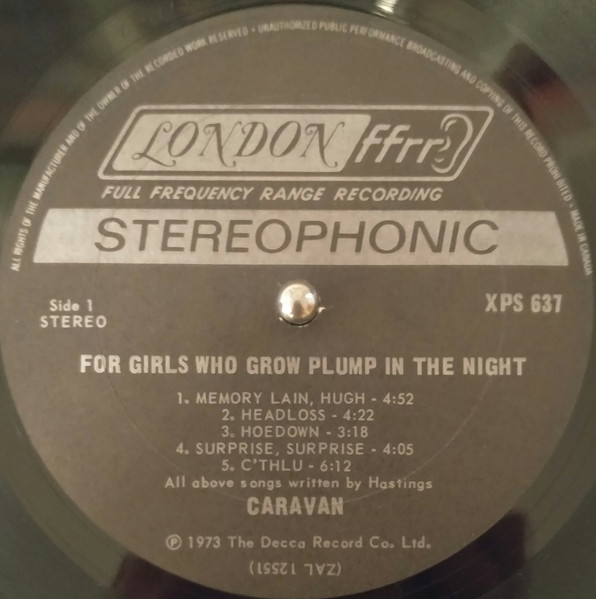 ALL RIGHTS OF THE MANUFACTURER AND OF THE OWNER OF THE RECORDED WORK RESERVED • UNAUTHORIZED PUBLIC PERFORMANCE BROADCASTING AND COPYING OF THIS RECORD PROHIBITED • MADE IN CANADA
LONDON ffrr
FULL FREQUENCY RANGE RECORDING
STEREOPHONIC
Side 1
STEREO
XPS 637
FOR GIRLS WHO GROW PLUMP IN THE NIGHT
1. MEMORY LAIN, HUGH - 4:52
2. HEADLOSS - 4:22
3. HOEDOWN - 3:18
4. SURPRISE, SURPRISE - 4:05
5. C'THLU - 6:12
All above songs written by Hastings
CARAVAN
℗ 1973 The Decca Record Co. Ltd.
(ZAL 12551)